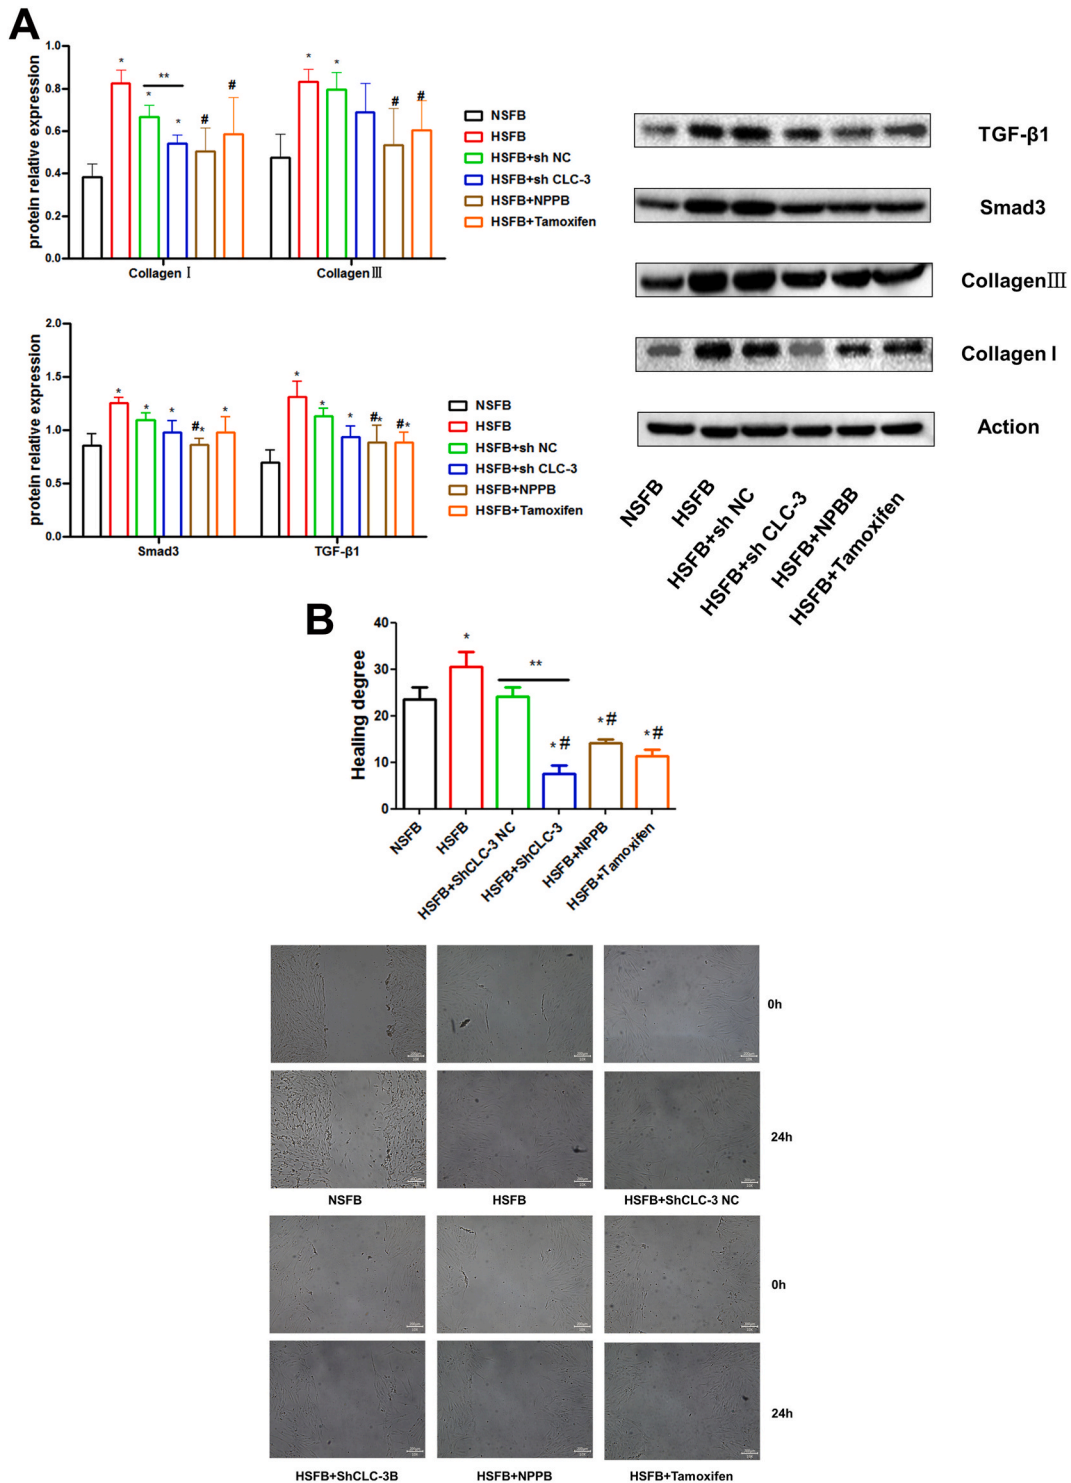 A
protein relative expression
1.0
0.8
0.6
0.4
0.2
0.0
*
*
**
*
#
#
*
*
#
#
Collagen Ⅰ
CollagenⅢ
NSFB
HSFB
HSFB+sh NC
HSFB+sh CLC-3
HSFB+NPPB
HSFB+Tamoxifen
TGF-β1
Smad3
CollagenⅢ
Collagen I
Action
NSFB
HSFB
HSFB+sh NC
HSFB+sh CLC-3
HSFB+NPBB
HSFB+Tamoxifen
protein relative expression
2.0
1.5
1.0
0.5
0.0
*
*
*
#*
*
*
*
*
#*
#*
Smad3
TGF-β1
NSFB
HSFB
HSFB+sh NC
HSFB+sh CLC-3
HSFB+NPPB
HSFB+Tamoxifen
B
Healing degree
40
30
20
10
0
*
**
*#
*#
*#
NSFB
HSFB
HSFB+ShCLC-3 NC
HSFB+ShCLC-3
HSFB+NPPB
HSFB+Tamoxifen
0h
24h
NSFB
HSFB
HSFB+ShCLC-3 NC
0h
24h
HSFB+ShCLC-3B
HSFB+NPPB
HSFB+Tamoxifen